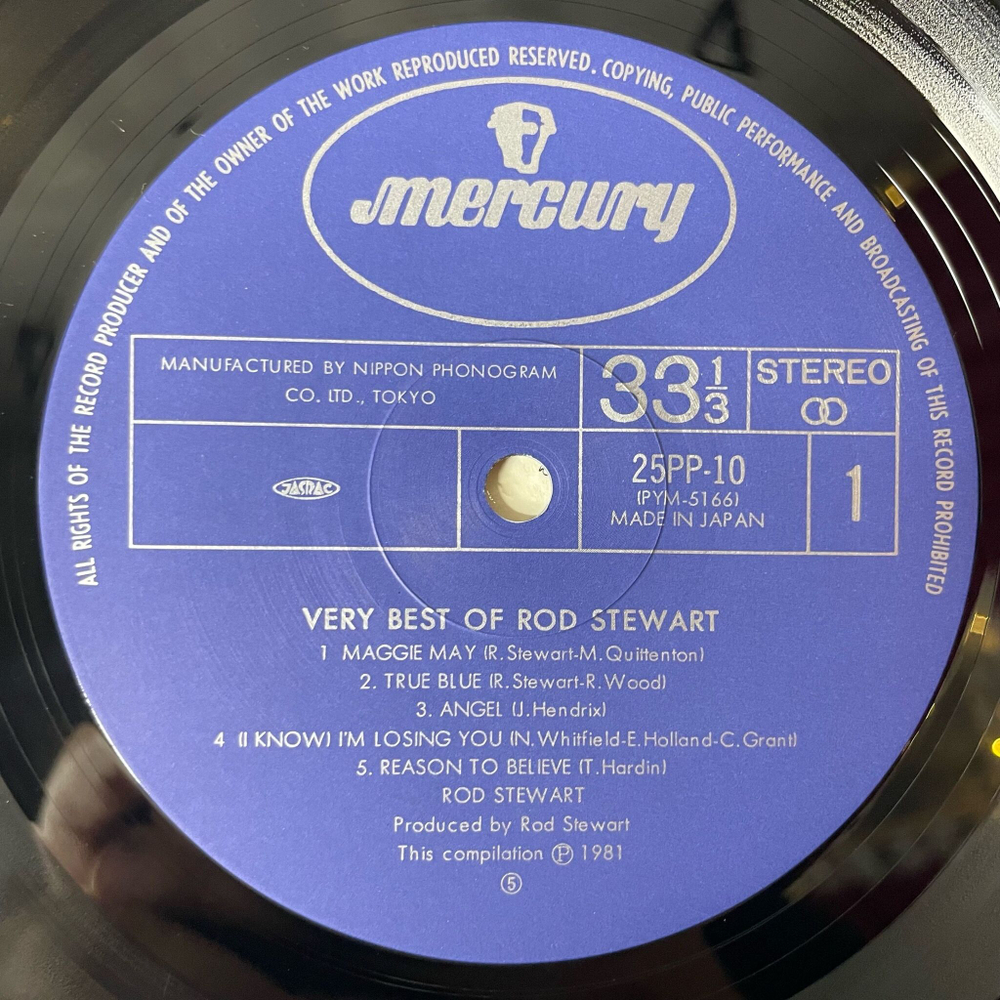 ALL RIGHTS OF THE RECORD PRODUCER AND OF THE OWNER OF THE WORK REPRODUCED RESERVED. COPYING, PUBLIC PERFORMANCE AND BROADCASTING OF THIS RECORD PROHIBITED
mercury
MANUFACTURED BY NIPPON PHONOGRAM
CO. LTD., TOKYO
33 1/3
STEREO
JASRAC
25PP-10
(PYM-5166)
MADE IN JAPAN
1
VERY BEST OF ROD STEWART
1 MAGGIE MAY (R.Stewart-M.Quittenton)
2. TRUE BLUE (R.Stewart-R.Wood)
3. ANGEL (J.Hendrix)
4 (I KNOW) I'M LOSING YOU (N.Whitfield-E.Holland-C.Grant)
5. REASON TO BELIEVE (T.Hardin)
ROD STEWART
Produced by Rod Stewart
This compilation Ⓟ 1981
⑤